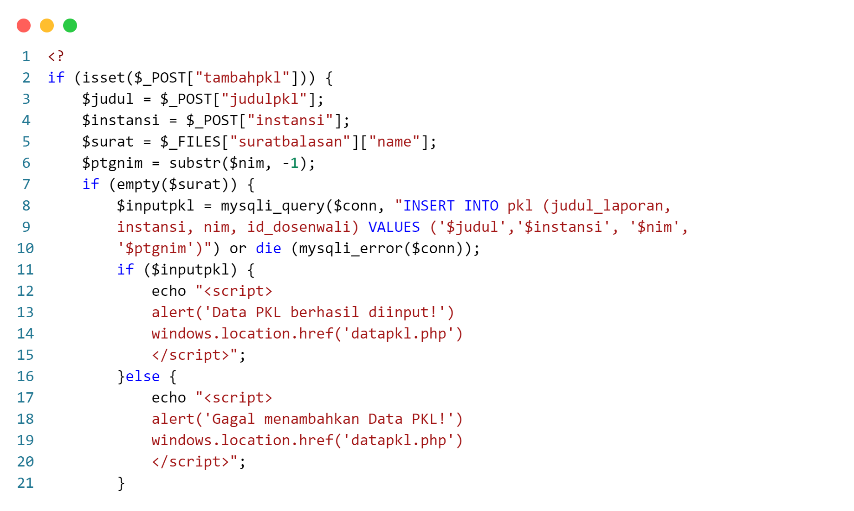 1 <?
2 if (isset($_POST["tambahpkl"])) {
3     $judul = $_POST["judulpkl"];
4     $instansi = $_POST["instansi"];
5     $surat = $_FILES["suratbalasan"]["name"];
6     $ptgnim = substr($nim, -1);
7     if (empty($surat)) {
8         $inputpkl = mysqli_query($conn, "INSERT INTO pkl (judul_laporan,
9         instansi, nim, id_dosenwali) VALUES ('$judul','$instansi', '$nim',
10         '$ptgnim')") or die (mysqli_error($conn));
11         if ($inputpkl) {
12             echo "<script>
13             alert('Data PKL berhasil diinput!')
14             windows.location.href('datapkl.php')
15             </script>";
16         }else {
17             echo "<script>
18             alert('Gagal menambahkan Data PKL!')
19             windows.location.href('datapkl.php')
20             </script>";
21         }